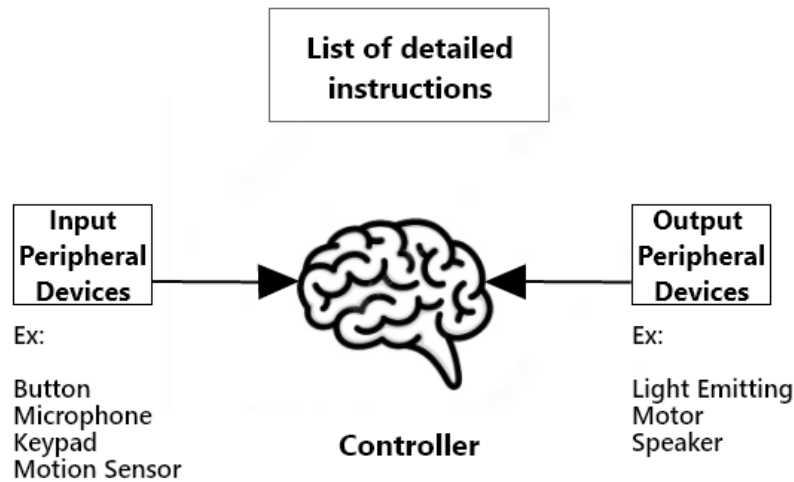 List of detailed
instructions
Input
Peripheral
Devices
Ex:
Button
Microphone
Keypad
Motion Sensor
Controller
Output
Peripheral
Devices
Ex:
Light Emitting
Motor
Speaker